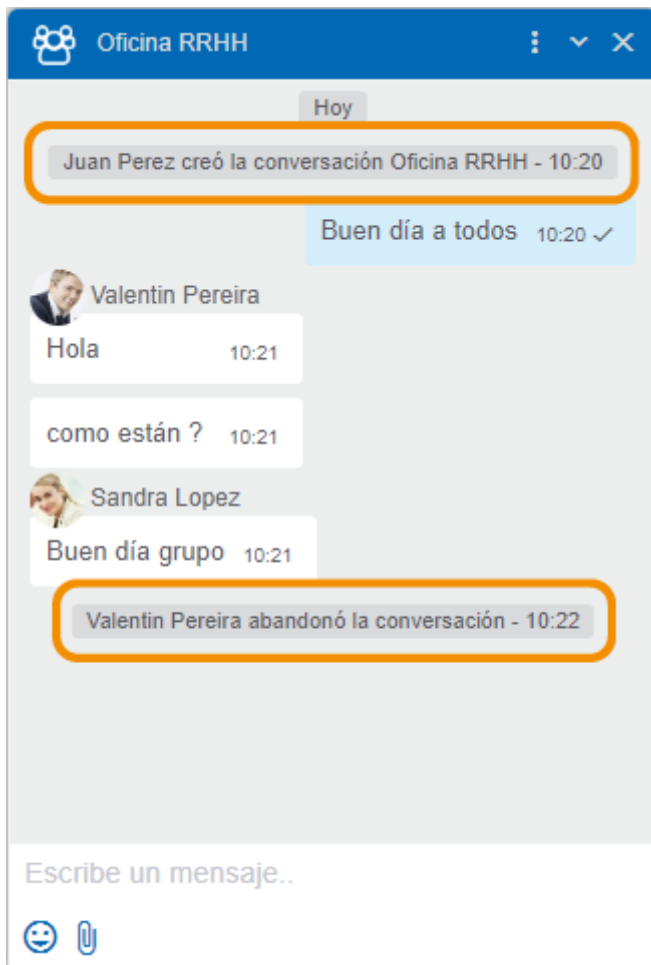 Oficina RRHH
Hoy
Juan Perez creó la conversación Oficina RRHH - 10:20
Buen día a todos 10:20
Valentin Pereira
Hola 10:21
como están ? 10:21
Sandra Lopez
Buen día grupo 10:21
Valentin Pereira abandonó la conversación - 10:22
Escribe un mensaje..